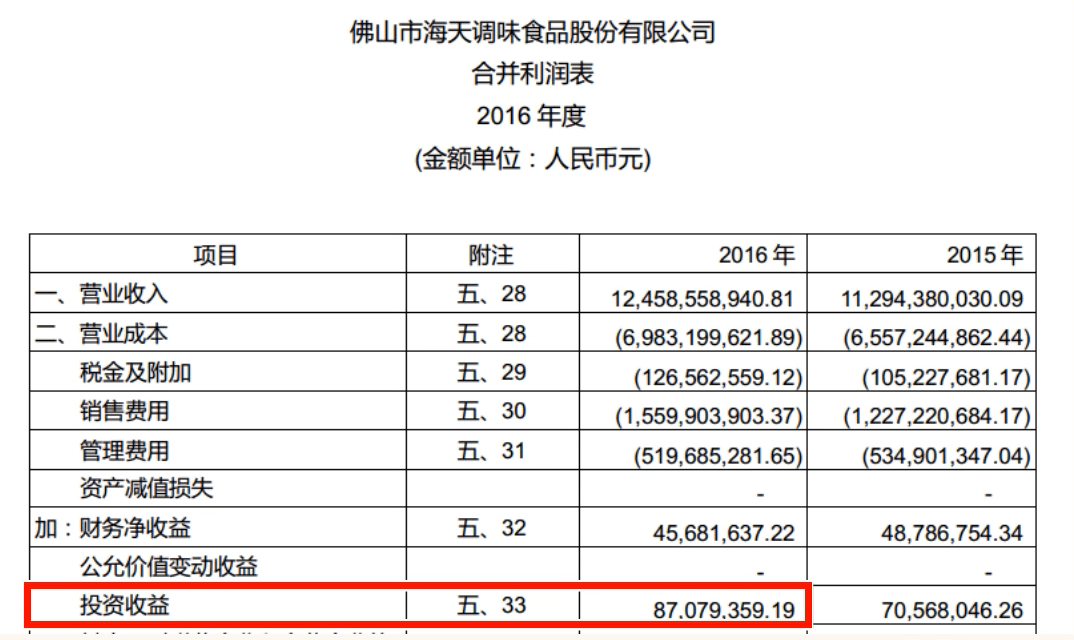 佛山市海天调味食品股份有限公司
合并利润表
2016 年度
(金额单位：人民币元)
项目 附注 2016 年 2015 年
一、营业收入 五、28 12,458,558,940.81 11,294,380,030.09
二、营业成本 五、28 (6,983,199,621.89) (6,557,244,862.44)
税金及附加 五、29 (126,562,559.12) (105,227,681.17)
销售费用 五、30 (1,559,903,903.37) (1,227,220,684.17)
管理费用 五、31 (519,685,281.65) (534,901,347.04)
资产减值损失 - -
加：财务净收益 五、32 45,681,637.22 48,786,754.34
公允价值变动收益 - -
投资收益 五、33 87,079,359.19 70,568,046.26